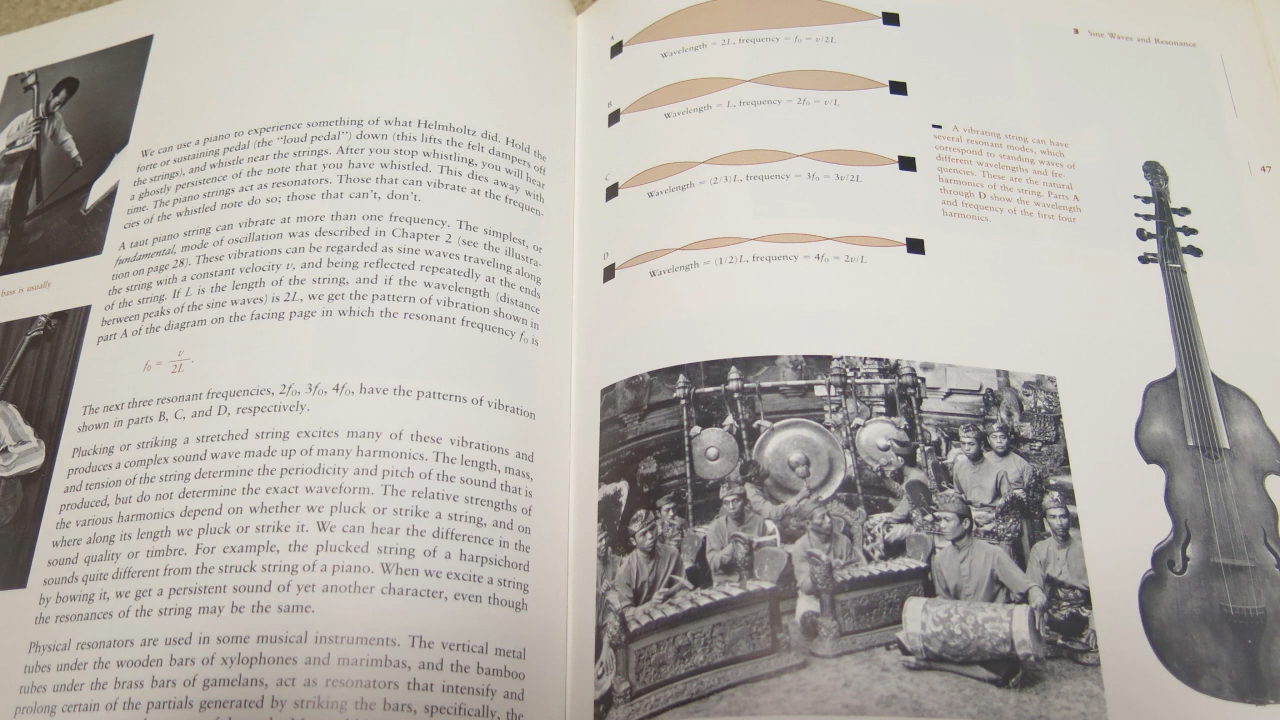 bass is usually
We can use a piano to experience something of what Helmholtz did. Hold the
forte or sustaining pedal (the “loud pedal”) down (this lifts the felt dampers off
the strings), and whistle near the strings. After you stop whistling, you will hear
a ghostly persistence of the note that you have whistled. This dies away with
time. The piano strings act as resonators. Those that can vibrate at the frequen-
cies of the whistled note do so; those that can’t, don’t.
A taut piano string can vibrate at more than one frequency. The simplest, or
fundamental, mode of oscillation was described in Chapter 2 (see the illustra-
tion on page 28). These vibrations can be regarded as sine waves traveling along
the string with a constant velocity v, and being reflected repeatedly at the ends
of the string. If L is the length of the string, and if the wavelength (distance
between peaks of the sine waves) is 2L, we get the pattern of vibration shown in
part A of the diagram on the facing page in which the resonant frequency f₀ is
f₀ = v/2L.
The next three resonant frequencies, 2f₀, 3f₀, 4f₀, have the patterns of vibration
shown in parts B, C, and D, respectively.
Plucking or striking a stretched string excites many of these vibrations and
produces a complex sound wave made up of many harmonics. The length, mass,
and tension of the string determine the periodicity and pitch of the sound that is
produced, but do not determine the exact waveform. The relative strengths of
the various harmonics depend on whether we pluck or strike a string, and on
where along its length we pluck or strike it. We can hear the difference in the
sound quality or timbre. For example, the plucked string of a harpsichord
sounds quite different from the struck string of a piano. When we excite a string
by bowing it, we get a persistent sound of yet another character, even though
the resonances of the string may be the same.
Physical resonators are used in some musical instruments. The vertical metal
tubes under the wooden bars of xylophones and marimbas, and the bamboo
tubes under the brass bars of gamelans, act as resonators that intensify and
prolong certain of the partials generated by striking the bars, specifically, the
A
Wavelength = 2L, frequency = f₀ = v/2L
B
Wavelength = L, frequency = 2f₀ = v/L
C
Wavelength = (2/3)L, frequency = 3f₀ = 3v/2L
D
Wavelength = (1/2)L, frequency = 4f₀ = 2v/L
3 Sine Waves and Resonance
A vibrating string can have
several resonant modes, which
correspond to standing waves of
different wavelengths and fre-
quencies. These are the natural
harmonics of the string. Parts A
through D show the wavelength
and frequency of the first four
harmonics.
47